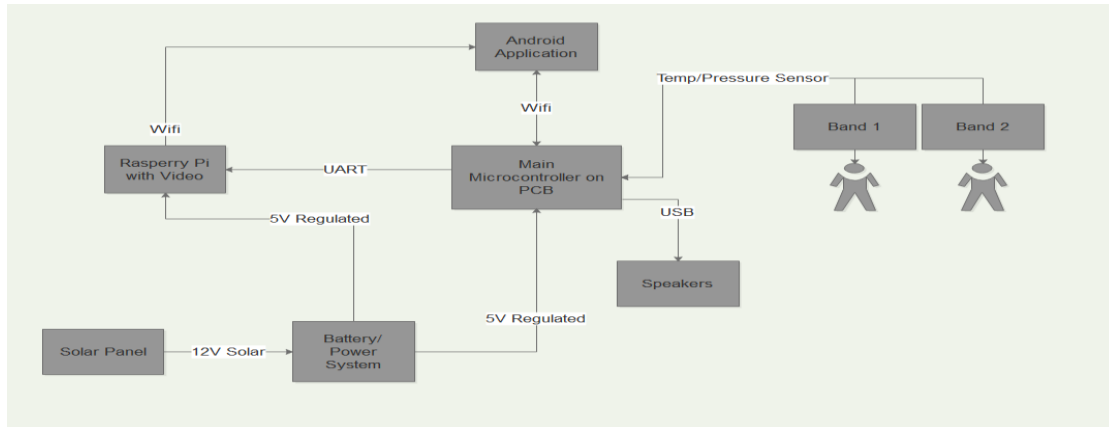 Android
Application
Temp/Pressure Sensor
Wifi
Band 1
Band 2
Wifi
Rasperry Pi
with Video
UART
Main
Microcontroller on
PCB
USB
5V Regulated
Speakers
5V Regulated
Solar Panel
12V Solar
Battery/
Power
System